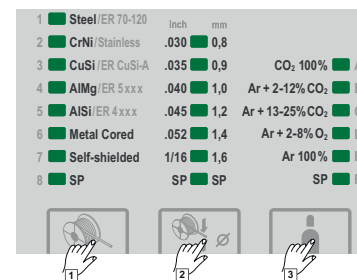 Inch mm
1 Steel/ER 70-120
2 CrNi/Stainless .030 0,8
3 CuSi/ER CuSi-A .035 0,9 CO₂ 100%
4 AlMg/ER 5xxx .040 1,0 Ar + 2-12% CO₂
5 AlSi/ER 4xxx .045 1,2 Ar + 13-25% CO₂
6 Metal Cored .052 1,4 Ar + 2-8% O₂
7 Self-shielded 1/16 1,6 Ar 100%
8 SP SP SP SP
1 2 3